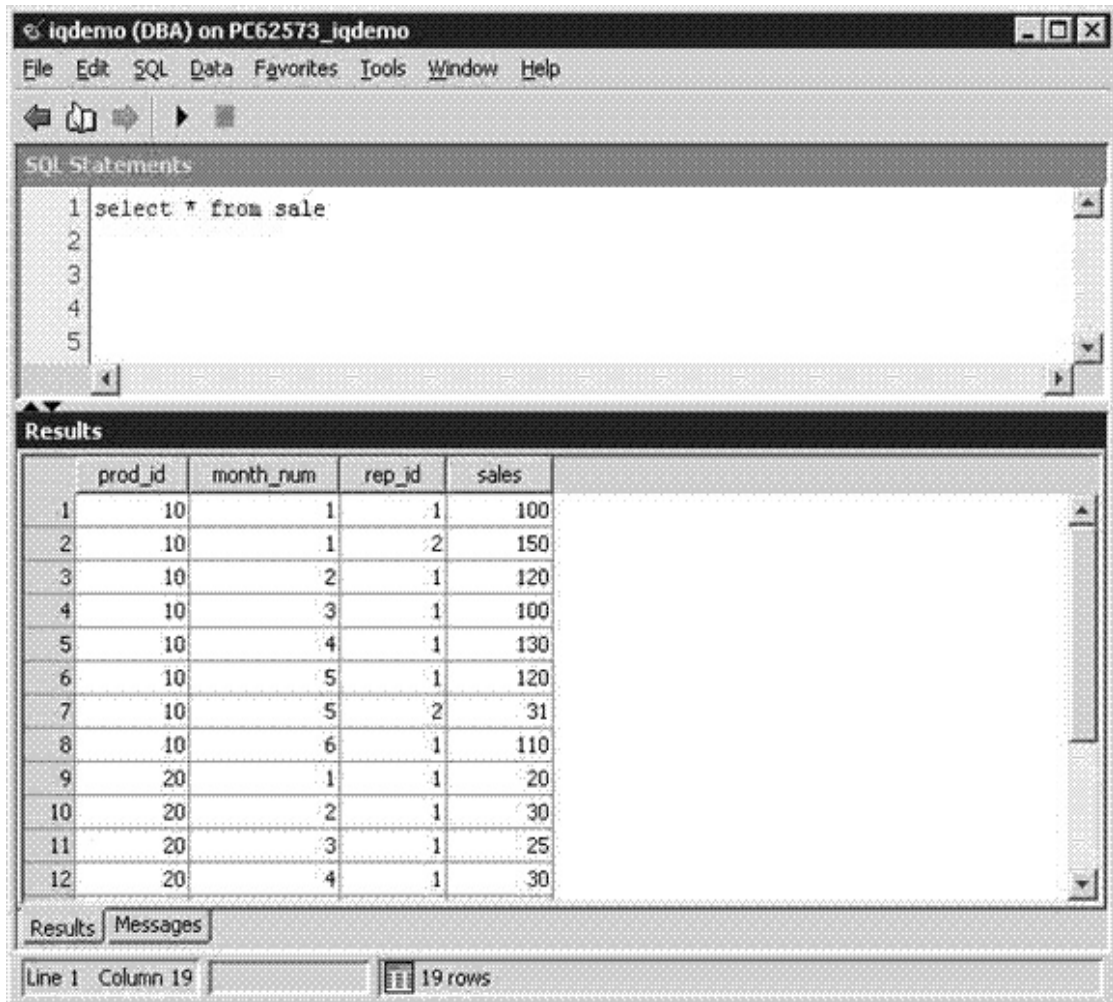 iqdemo (DBA) on PC62573_iqdemo
File Edit SQL Data Favorites Tools Window Help
SQL Statements
1 select * from sale
2
3
4
5
Results
prod_id month_num rep_id sales
1 10 1 1 100
2 10 1 2 150
3 10 2 1 120
4 10 3 1 100
5 10 4 1 130
6 10 5 1 120
7 10 5 2 31
8 10 6 1 110
9 20 1 1 20
10 20 2 1 30
11 20 3 1 25
12 20 4 1 30
Results Messages
Line 1 Column 19 19 rows